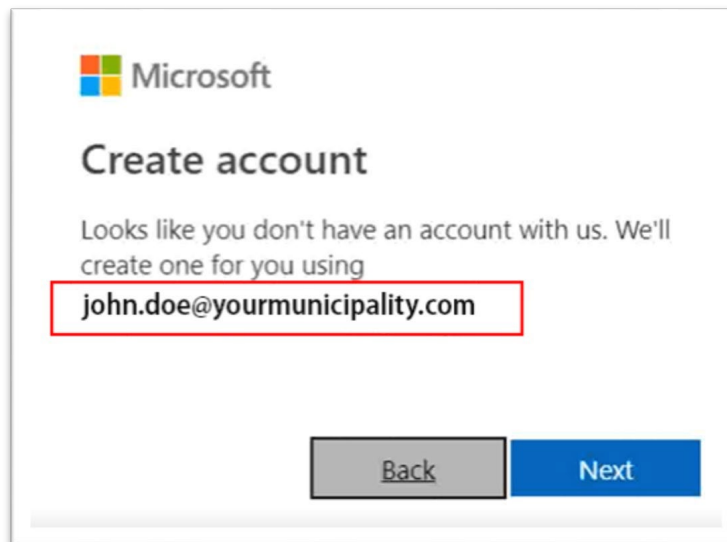 Microsoft
Create account
Looks like you don't have an account with us. We'll
create one for you using
john.doe@yourmunicipality.com
Back
Next